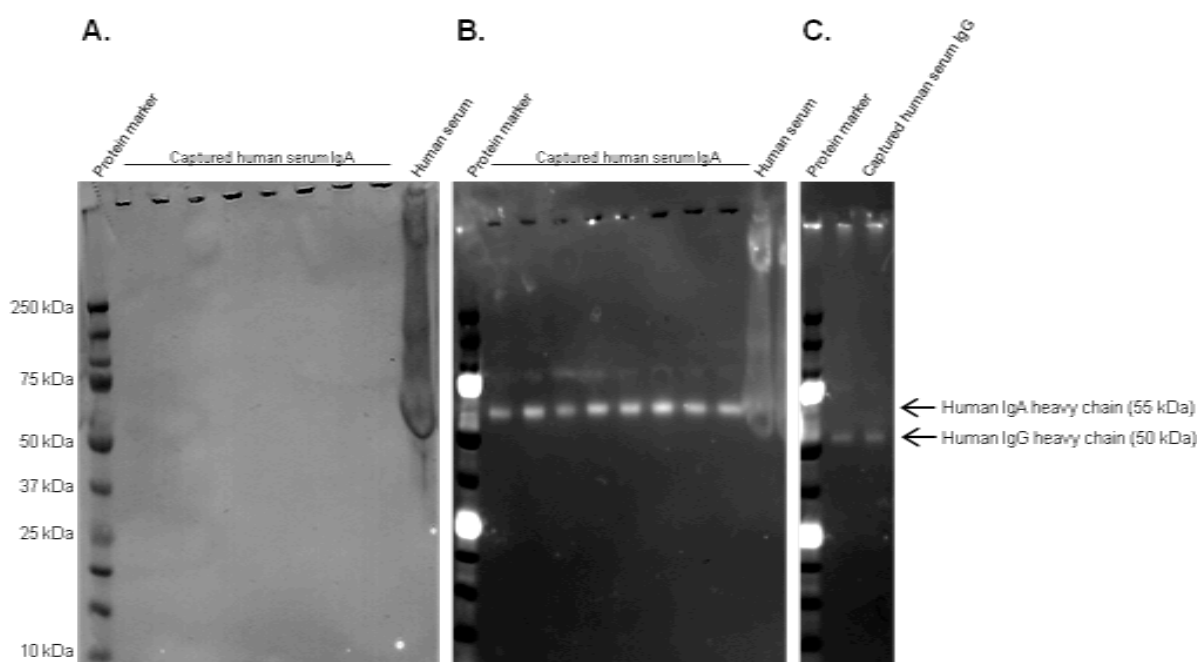 A.
B.
C.
Protein marker
Captured human serum IgA
Human serum
Protein marker
Captured human serum IgA
Human serum
Protein marker
Captured human serum IgG
250 kDa
75 kDa
50 kDa
37 kDa
25 kDa
10 kDa
Human IgA heavy chain (55 kDa)
Human IgG heavy chain (50 kDa)